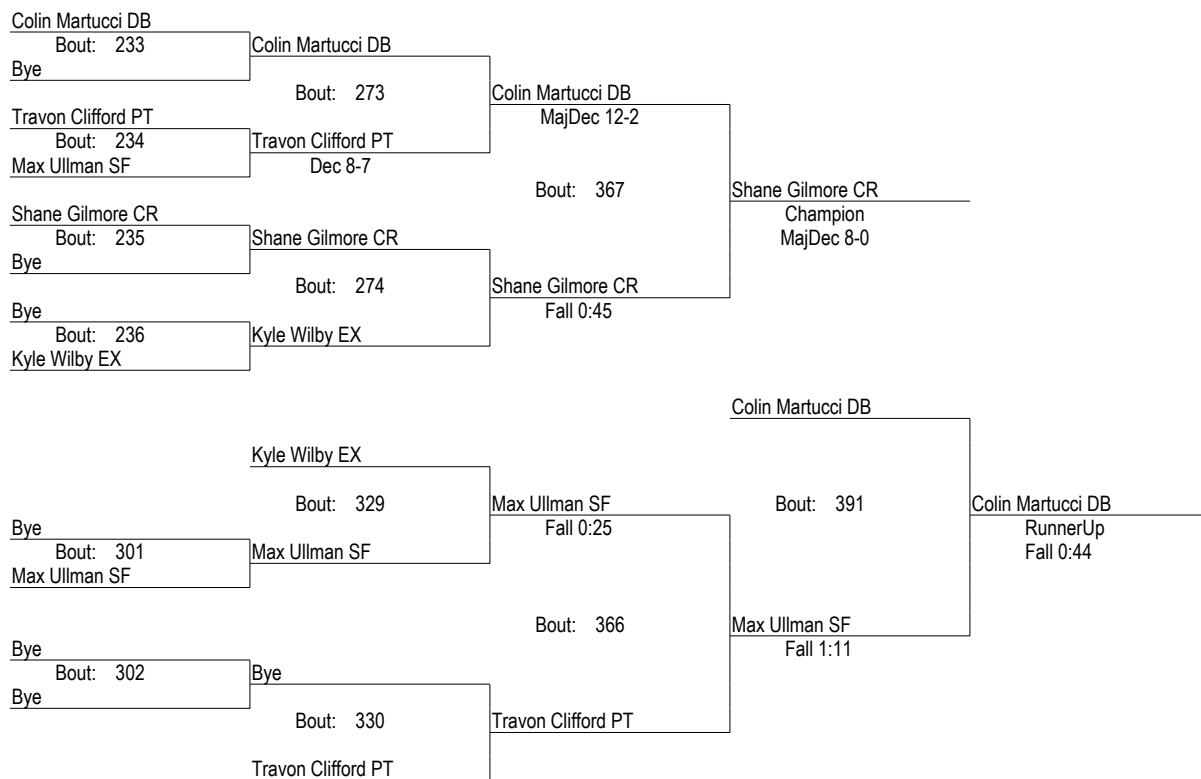 Colin Martucci DB
Bout: 233
Colin Martucci DB
Bye
Bout: 273
Colin Martucci DB
Travon Clifford PT
MajDec 12-2
Bout: 234
Travon Clifford PT
Max Ullman SF
Dec 8-7
Bout: 367
Shane Gilmore CR
Shane Gilmore CR
Champion
Bout: 235
Shane Gilmore CR
MajDec 8-0
Bye
Bout: 274
Shane Gilmore CR
Bye
Fall 0:45
Bout: 236
Kyle Wilby EX
Kyle Wilby EX
Colin Martucci DB
Kyle Wilby EX
Bout: 329
Max Ullman SF
Bout: 391
Colin Martucci DB
Bye
Fall 0:25
RunnerUp
Bout: 301
Max Ullman SF
Fall 0:44
Max Ullman SF
Bout: 366
Max Ullman SF
Bye
Fall 1:11
Bout: 302
Bye
Bye
Bout: 330
Travon Clifford PT
Travon Clifford PT